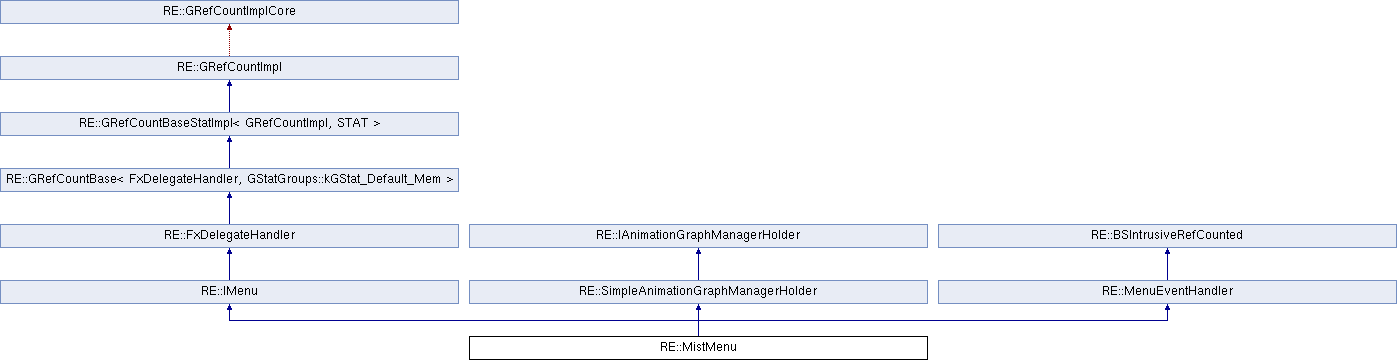 RE::GRefCountImplCore
RE::GRefCountImpl
RE::GRefCountBaseStatImpl< GRefCountImpl, STAT >
RE::GRefCountBase< FxDelegateHandler, GStatGroups::kGStat_Default_Mem >
RE::FxDelegateHandler
RE::IAnimationGraphManagerHolder
RE::BSIntrusiveRefCounted
RE::IMenu
RE::SimpleAnimationGraphManagerHolder
RE::MenuEventHandler
RE::MistMenu